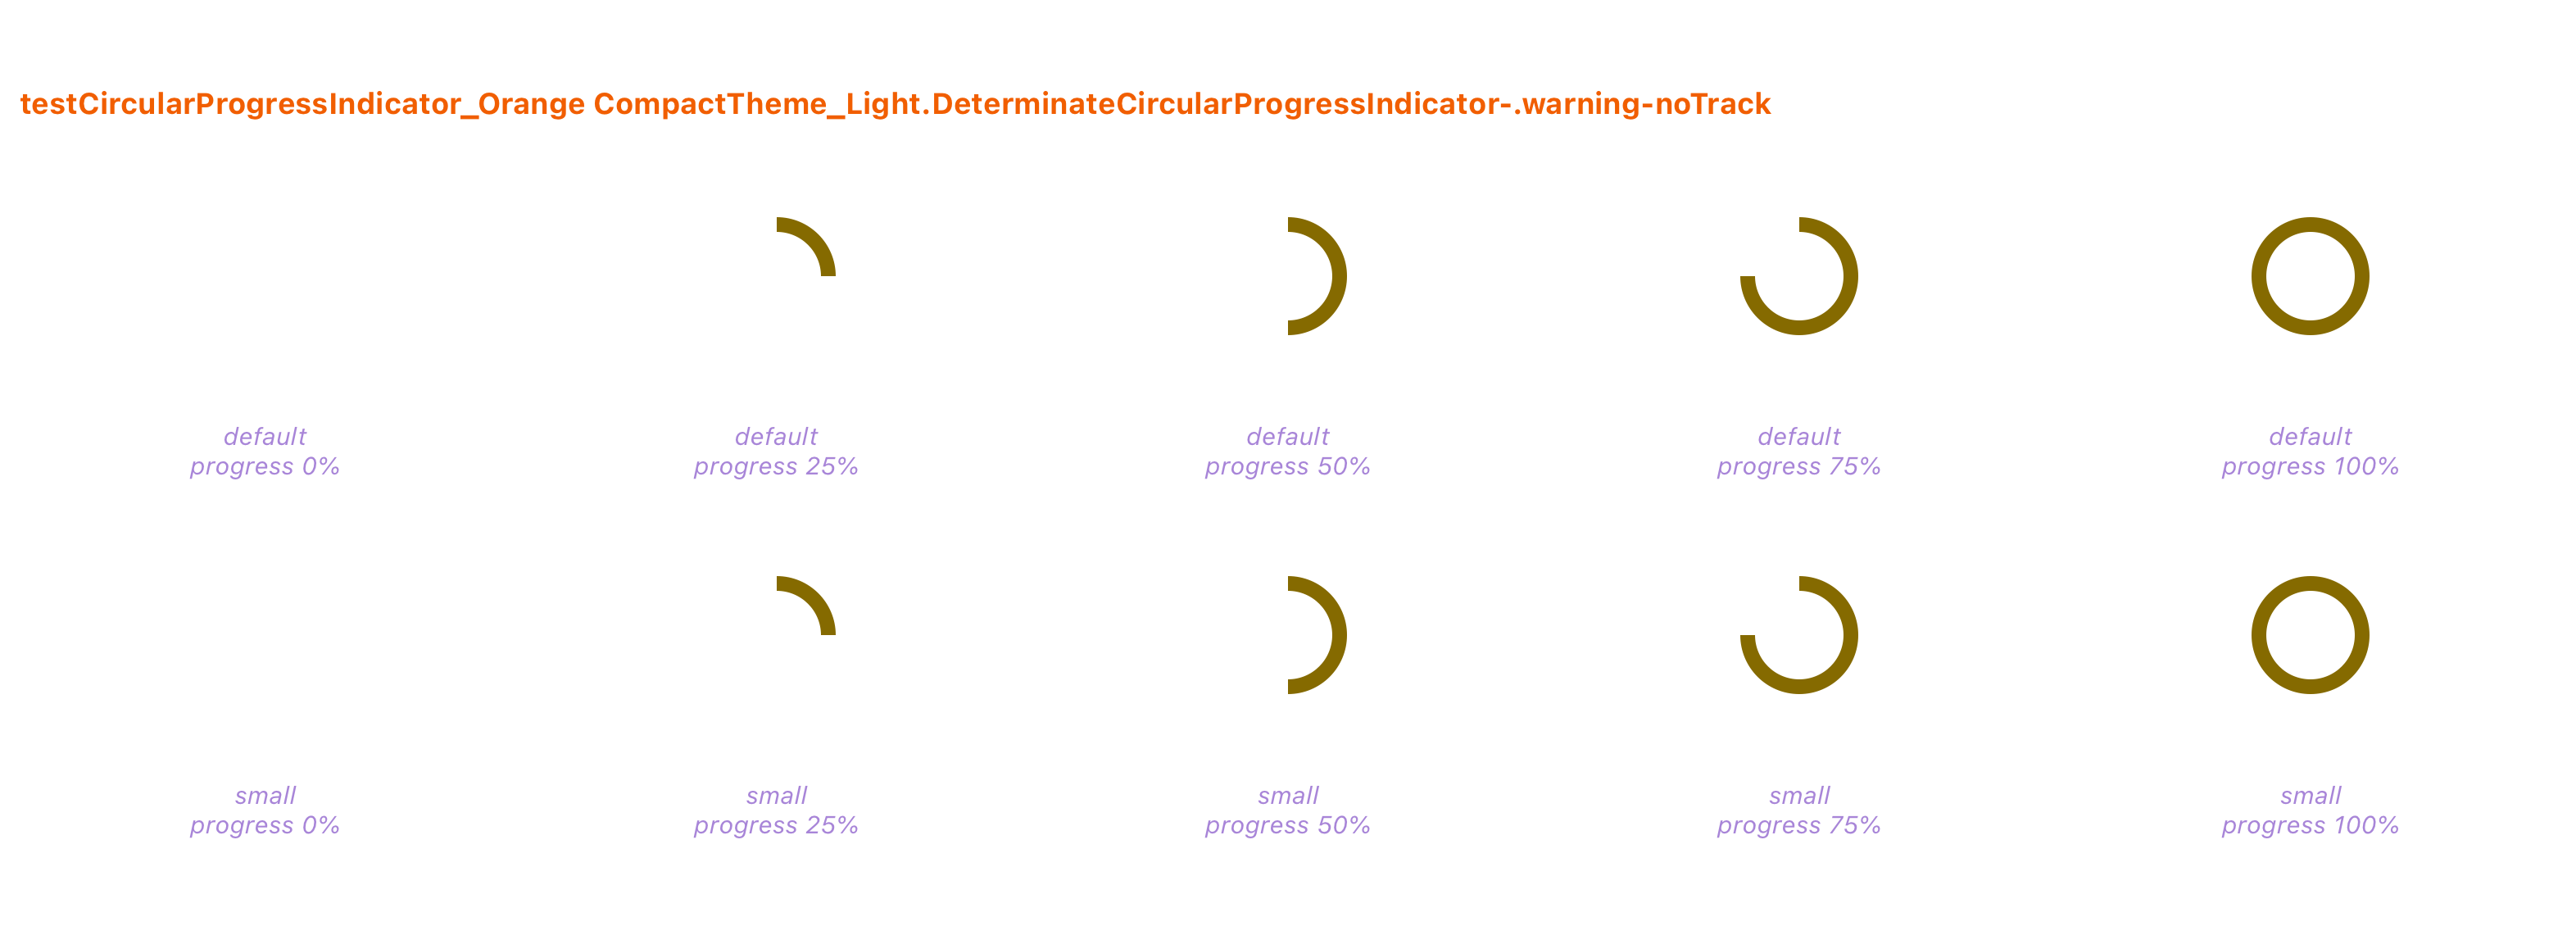 testCircularProgressIndicator_Orange CompactTheme_Light.DeterminateCircularProgressIndicator-.warning-noTrack
default
progress 0%
default
progress 25%
default
progress 50%
default
progress 75%
default
progress 100%
small
progress 0%
small
progress 25%
small
progress 50%
small
progress 75%
small
progress 100%